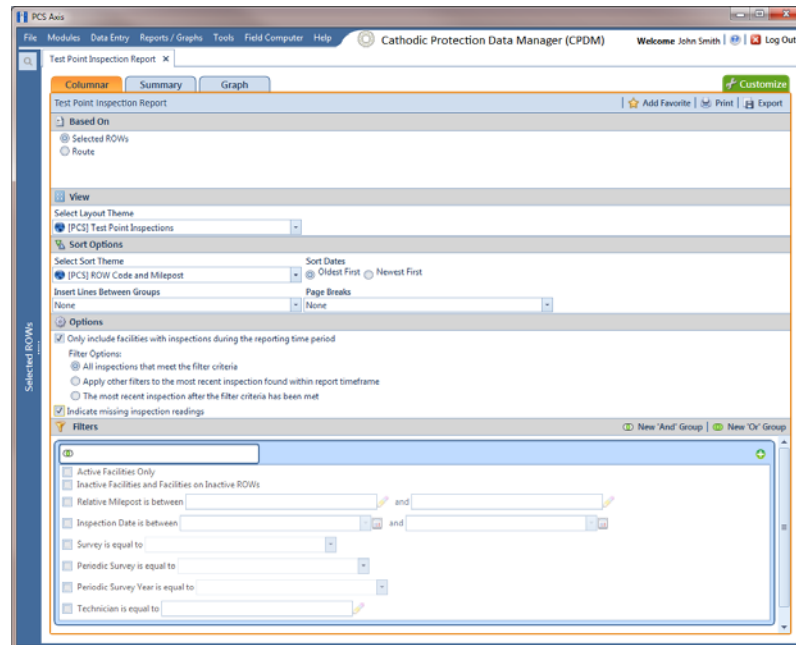 PCS Axis
File Modules Data Entry Reports / Graphs Tools Field Computer Help Cathodic Protection Data Manager (CPDM) Welcome John Smith Log Out
Test Point Inspection Report
Columnar Summary Graph Customize
Test Point Inspection Report Add Favorite Print Export
Based On
Selected ROWs
Route
View
Select Layout Theme
[PCS] Test Point Inspections
Sort Options
Select Sort Theme Sort Dates
[PCS] ROW Code and Milepost Oldest First Newest First
Insert Lines Between Groups Page Breaks
None None
Options
Only include facilities with inspections during the reporting time period
Filter Options:
All inspections that meet the filter criteria
Apply other filters to the most recent inspection found within report timeframe
The most recent inspection after the filter criteria has been met
Indicate missing inspection readings
Filters New 'And' Group New 'Or' Group
Active Facilities Only
Inactive Facilities and Facilities on Inactive ROWs
Relative Milepost is between and
Inspection Date is between and
Survey is equal to
Periodic Survey is equal to
Periodic Survey Year is equal to
Technician is equal to
Selected ROWs